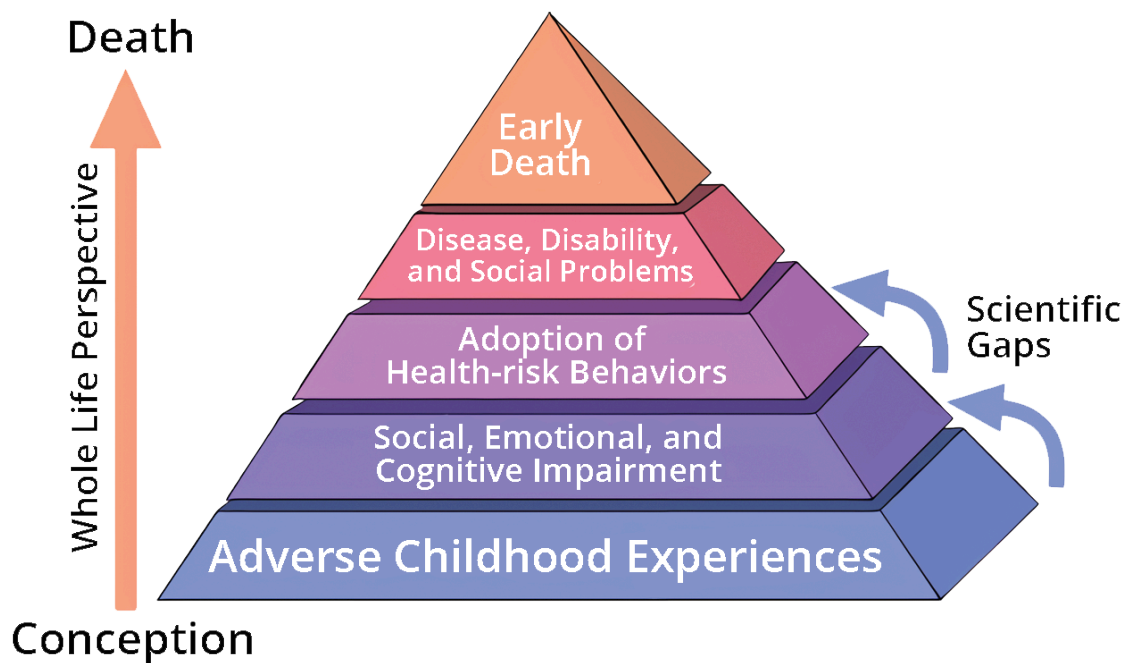 Death
Whole Life Perspective
Conception
Early
Death
Disease, Disability,
and Social Problems
Adoption of
Health-risk Behaviors
Social, Emotional, and
Cognitive Impairment
Adverse Childhood Experiences
Scientific
Gaps